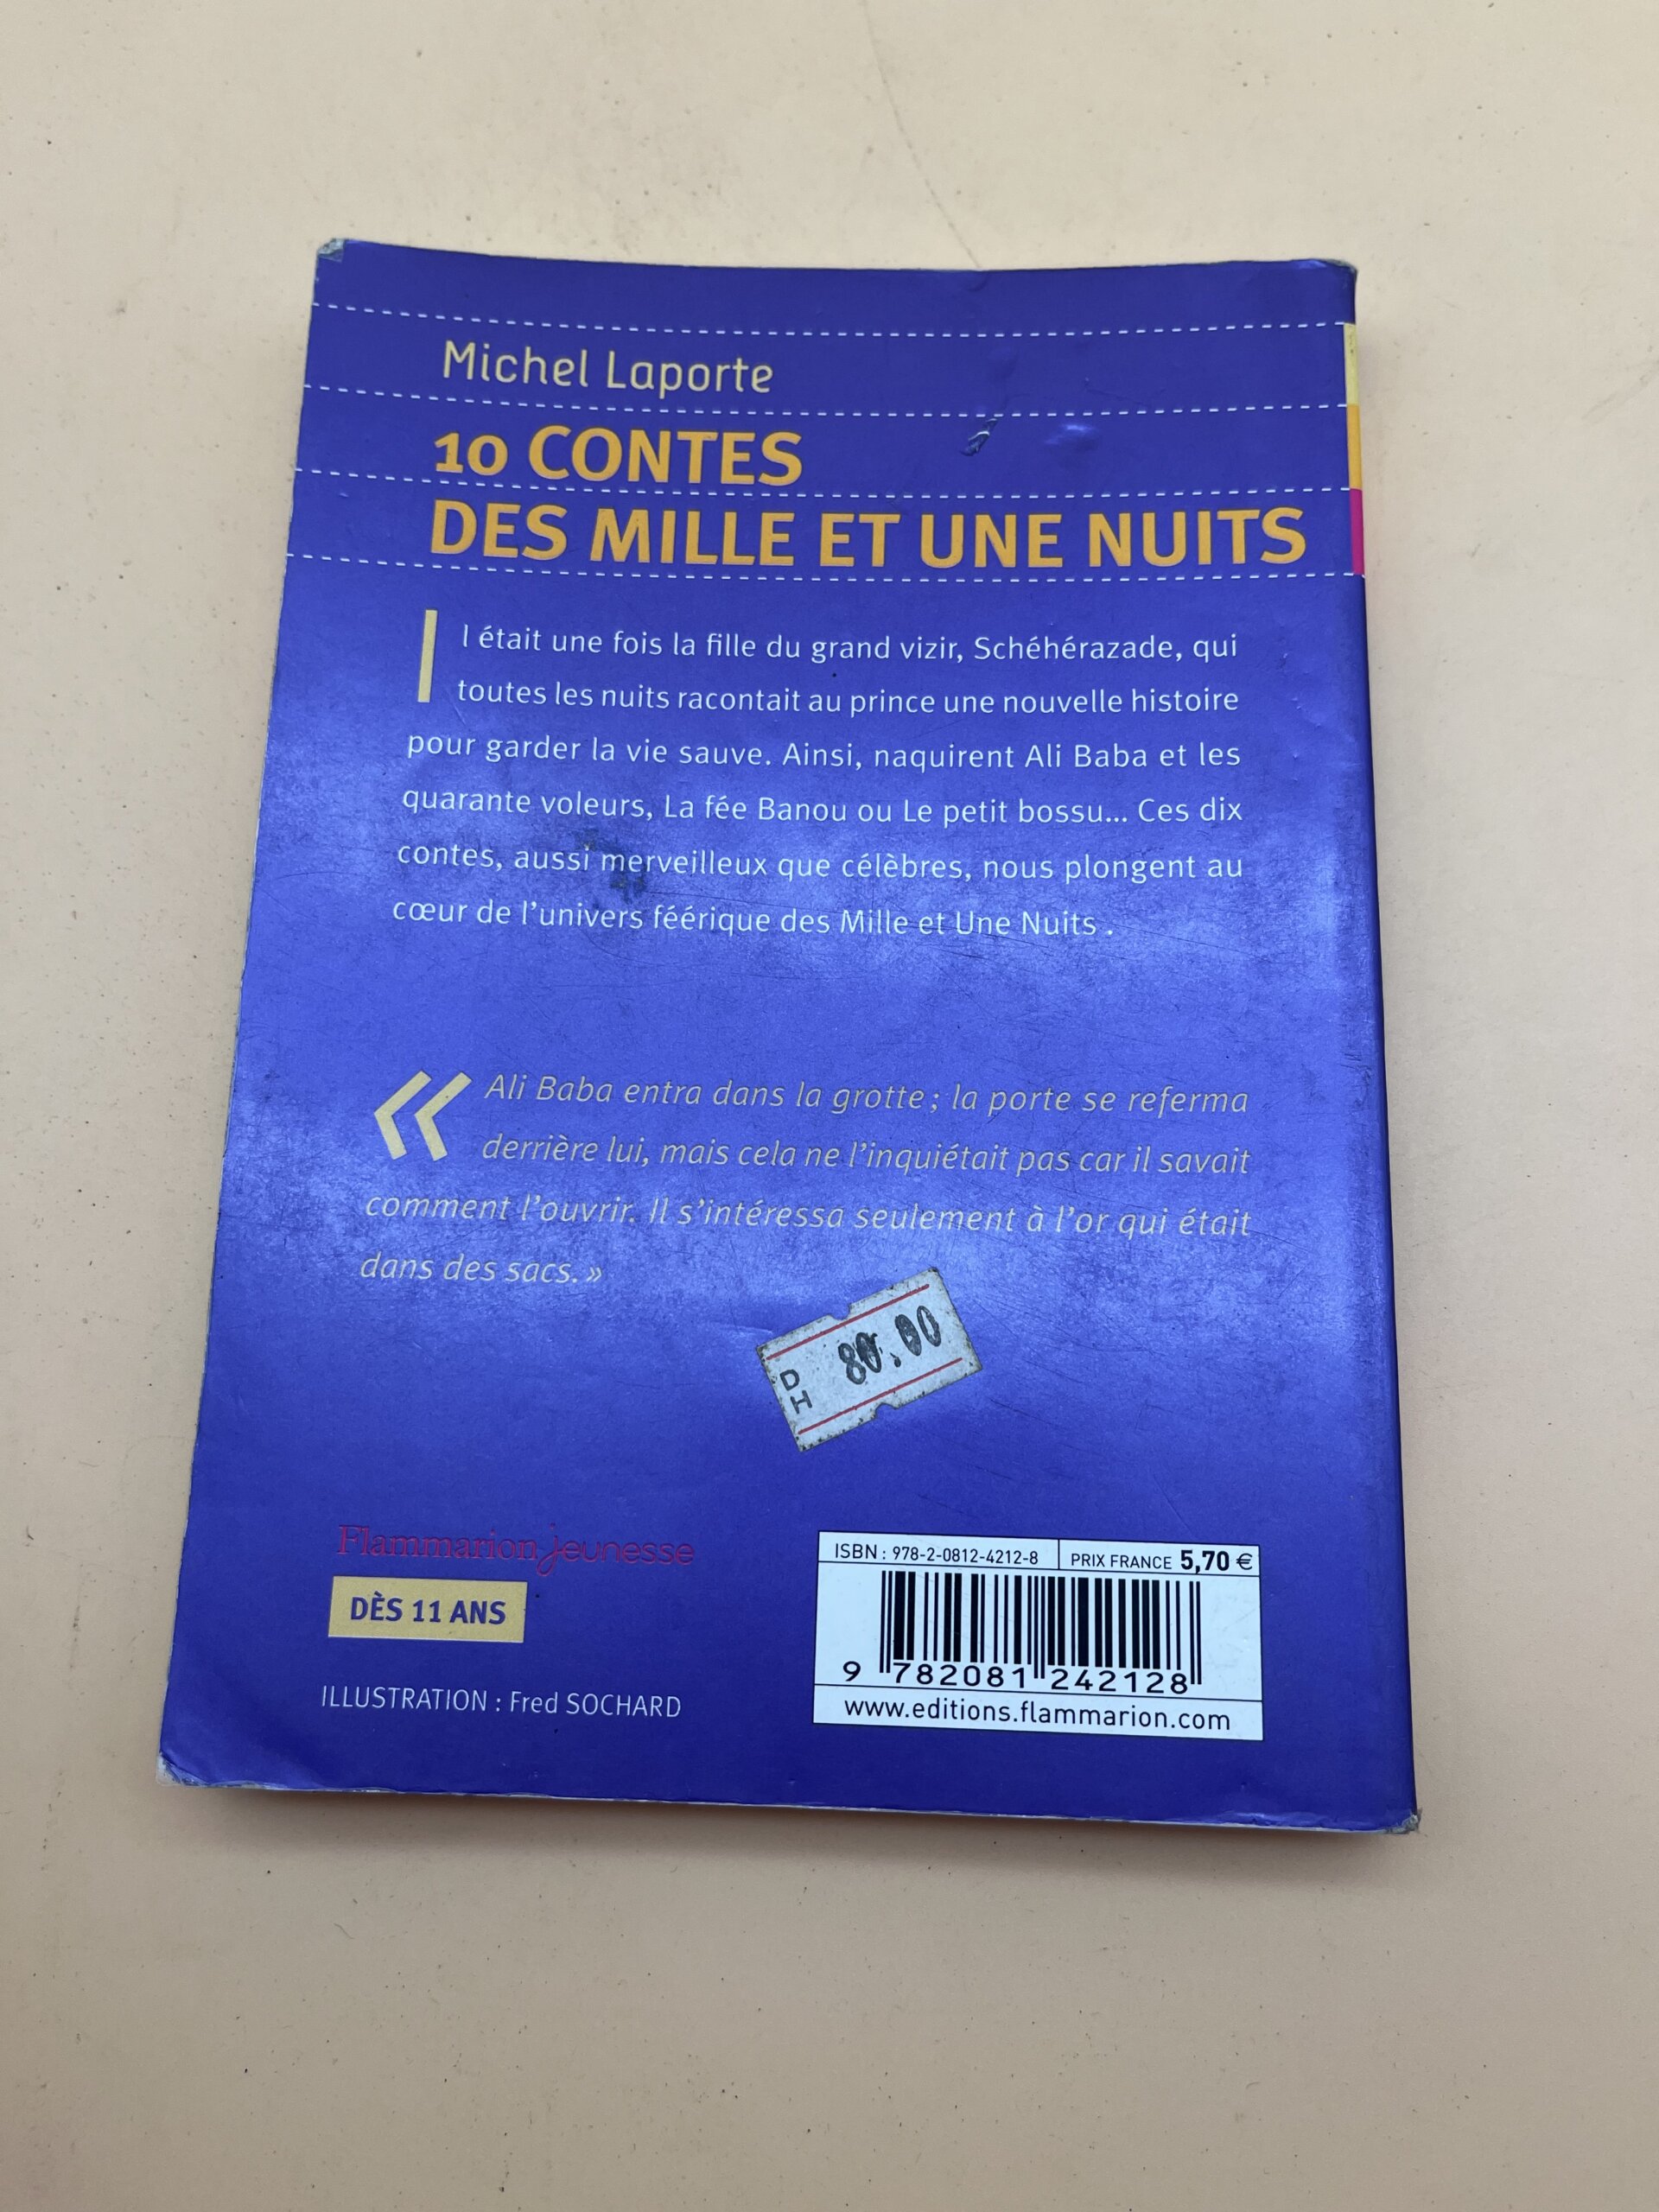 Michel Laporte
10 CONTES
DES MILLE ET UNE NUITS
Il était une fois la fille du grand vizir, Schéhérazade, qui
toutes les nuits racontait au prince une nouvelle histoire
pour garder la vie sauve. Ainsi, naquirent Ali Baba et les
quarante voleurs, La fée Banou ou Le petit bossu... Ces dix
contes, aussi merveilleux que célèbres, nous plongent au
cœur de l'univers féérique des Mille et Une Nuits .
« Ali Baba entra dans la grotte ; la porte se referma
derrière lui, mais cela ne l'inquiétait pas car il savait
comment l'ouvrir. Il s'intéressa seulement à l'or qui était
dans des sacs. »
DH 80.00
Flammarion jeunesse
DÈS 11 ANS
ILLUSTRATION : Fred SOCHARD
ISBN : 978-2-0812-4212-8 PRIX FRANCE 5,70 €
9 782081 242128
www.editions.flammarion.com